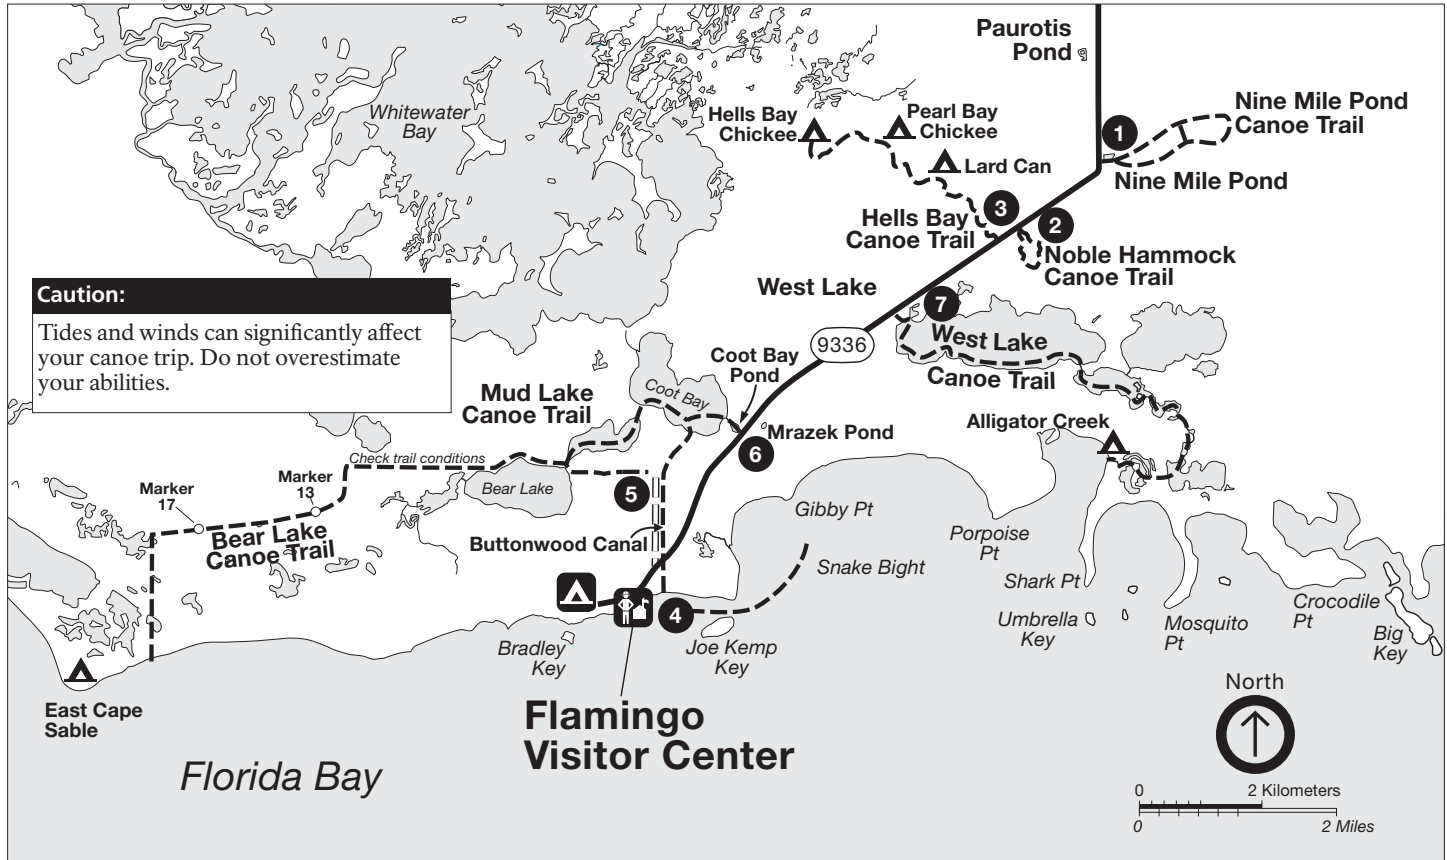 Paurotis
Pond
Whitewater
Bay
Hells Bay
Chickee
Pearl Bay
Chickee
Lard Can
1
Nine Mile Pond
Canoe Trail
Nine Mile Pond
3
Hells Bay
Canoe Trail
2
Noble Hammock
Canoe Trail
Caution:
Tides and winds can significantly affect
your canoe trip. Do not overestimate
your abilities.
West Lake
7
9336
West Lake
Canoe Trail
Coot Bay
Pond
Mud Lake
Canoe Trail
Coot Bay
Mrazek Pond
6
Alligator Creek
Check trail conditions
Bear Lake
5
Marker
17
Marker
13
Bear Lake
Canoe Trail
Buttonwood Canal
Gibby Pt
Snake Bight
Porpoise
Pt
Shark Pt
Umbrella
Key
Mosquito
Pt
Crocodile
Pt
Big
Key
4
Bradley
Key
Joe Kemp
Key
East Cape
Sable
Flamingo
Visitor Center
Florida Bay
North
0 2 Kilometers
0 2 Miles